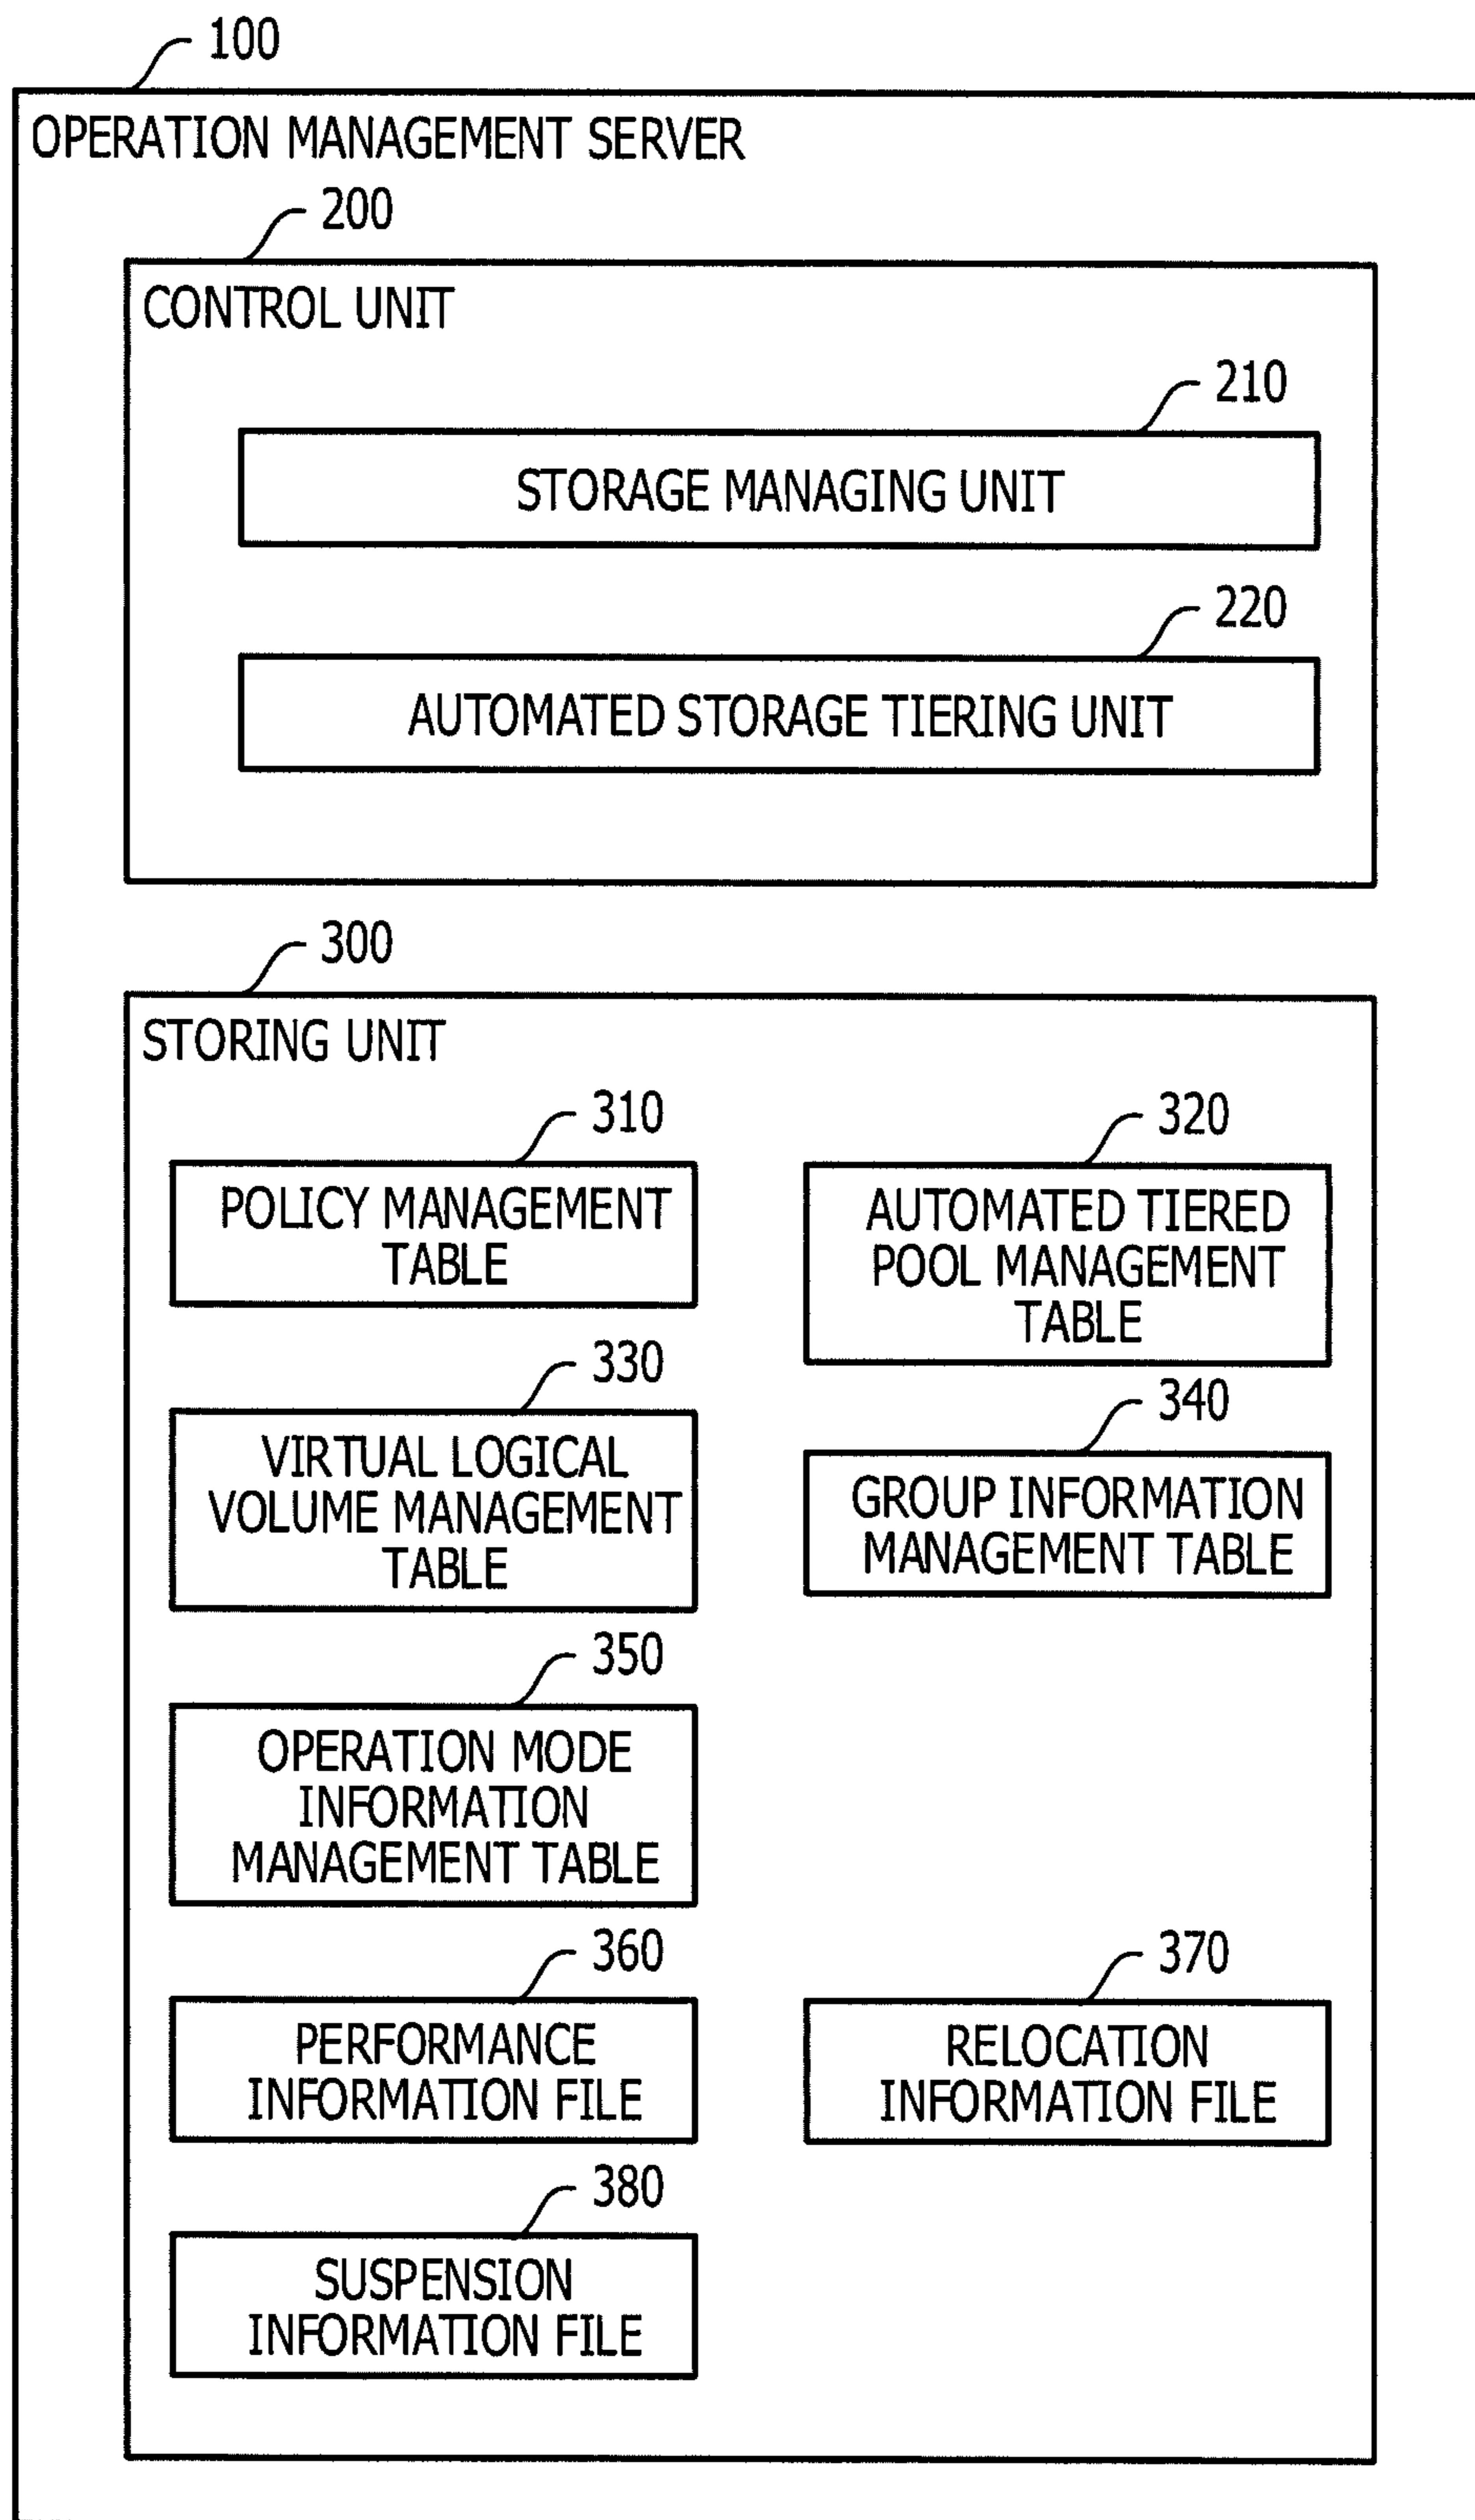 100
OPERATION MANAGEMENT SERVER
200
CONTROL UNIT
210
STORAGE MANAGING UNIT
220
AUTOMATED STORAGE TIERING UNIT
300
STORING UNIT
310
POLICY MANAGEMENT
TABLE
320
AUTOMATED TIERED
POOL MANAGEMENT
TABLE
330
VIRTUAL LOGICAL
VOLUME MANAGEMENT
TABLE
340
GROUP INFORMATION
MANAGEMENT TABLE
350
OPERATION MODE
INFORMATION
MANAGEMENT TABLE
360
PERFORMANCE
INFORMATION FILE
370
RELOCATION
INFORMATION FILE
380
SUSPENSION
INFORMATION FILE